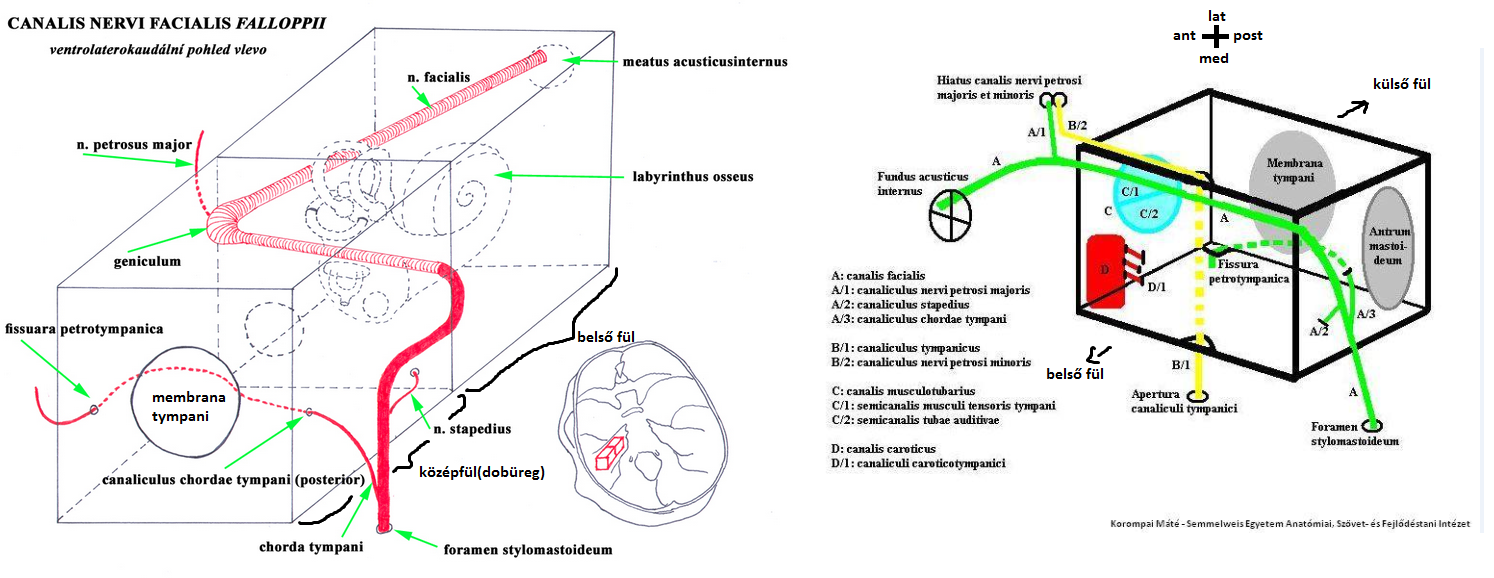 CANALIS NERVI FACIALIS FALLOPPII
ventrolaterokaudální pohled vlevo
meatus acusticusinternus
n. facialis
n. petrosus major
labyrinthus osseus
geniculum
fissuara petrotympanica
belső fül
membrana
tympani
n. stapedius
középfül(dobüreg)
canaliculus chordae tympani (posterior)
chorda tympani
foramen stylomastoideum
lat
ant
post
med
Hiatus canalis nervi petrosi
majoris et minoris
külső fül
A/1
B/2
A
Fundus acusticus
internus
Membrana
tympani
C/1
C
C/2
A
Antrum
mastoi-
deum
D
D/1
Fissura
petrotympanica
A/2
A/3
A: canalis facialis
A/1: canaliculus nervi petrosi majoris
A/2: canaliculus stapedius
A/3: canaliculus chordae tympani
B/1: canaliculus tympanicus
B/2: canaliculus nervi petrosi minoris
C: canalis musculotubarius
C/1: semicanalis musculi tensoris tympani
C/2: semicanalis tubae auditivae
D: canalis caroticus
D/1: canaliculi caroticotympanici
belső fül
B/1
A
Apertura
canaliculi tympanici
Foramen
stylomastoideum
Korompai Máté - Semmelweis Egyetem Anatómiai, Szövet- és Fejlődéstani Intézet